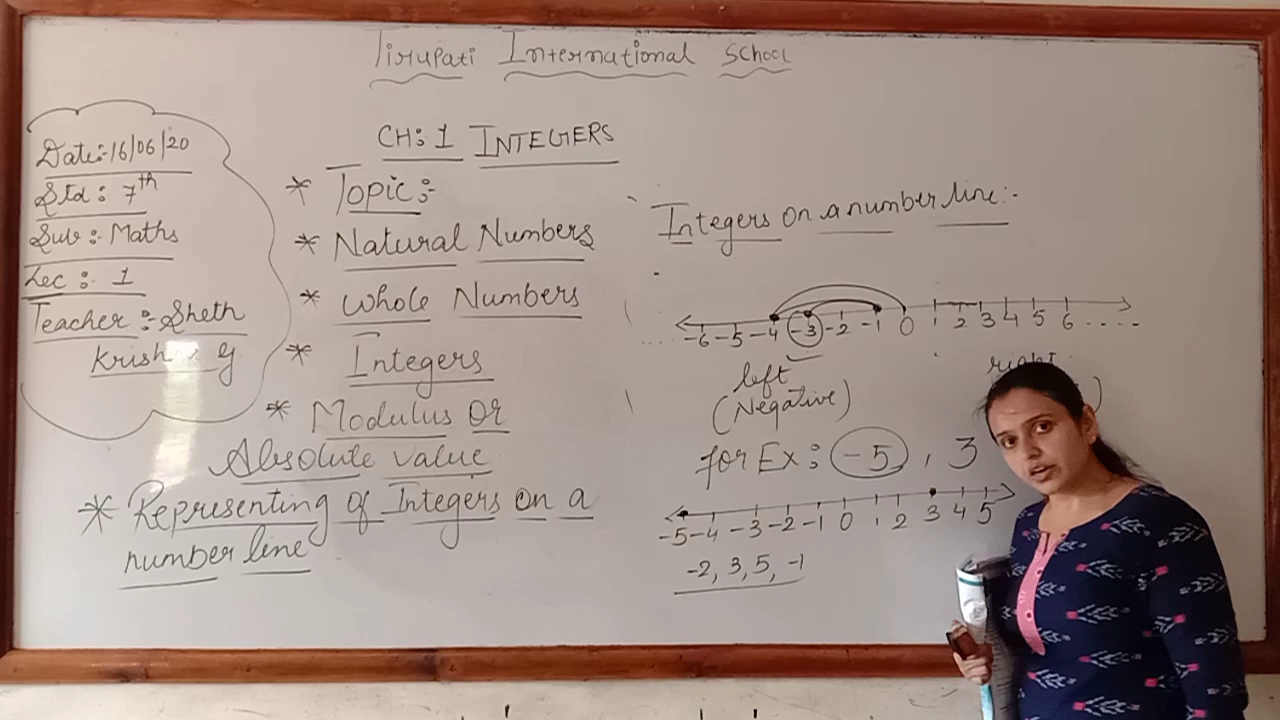 Tirupati International School
CH: 1 INTEGERS
Date:-16/06/20
Std : 7th
Sub : Maths
Lec : 1
Teacher : Sheth
* Topic :-
* Natural Numbers
* Whole Numbers
* Integers
* Modulus or
Absolute value
* Representing of Integers on a
number line
Integers on a number line:-
.... -6 -5 -4 -3 -2 -1 0 1 2 3 4 5 6 ....
left
(Negative)
right
for Ex : -5 , 3
-5 -4 -3 -2 -1 0 1 2 3 4 5
-2, 3, 5, -1